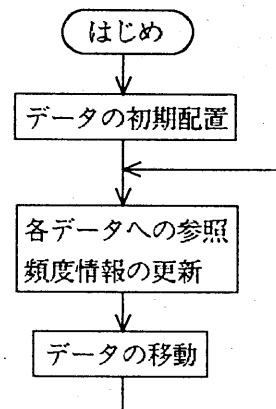 はじめ
データの初期配置
各データへの参照
頻度情報の更新
データの移動